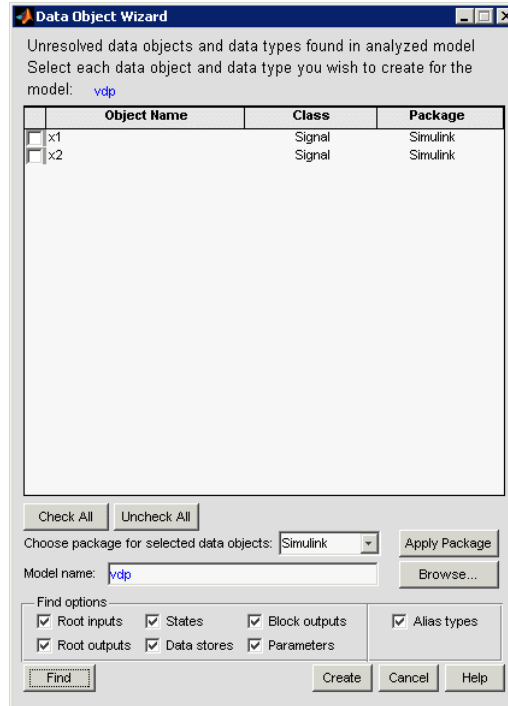 Data Object Wizard
Unresolved data objects and data types found in analyzed model
Select each data object and data type you wish to create for the
model: vdp
Object Name Class Package
x1 Signal Simulink
x2 Signal Simulink
Check All Uncheck All
Choose package for selected data objects: Simulink Apply Package
Model name: vdp Browse...
Find options
Root inputs States Block outputs Alias types
Root outputs Data stores Parameters
Find Create Cancel Help